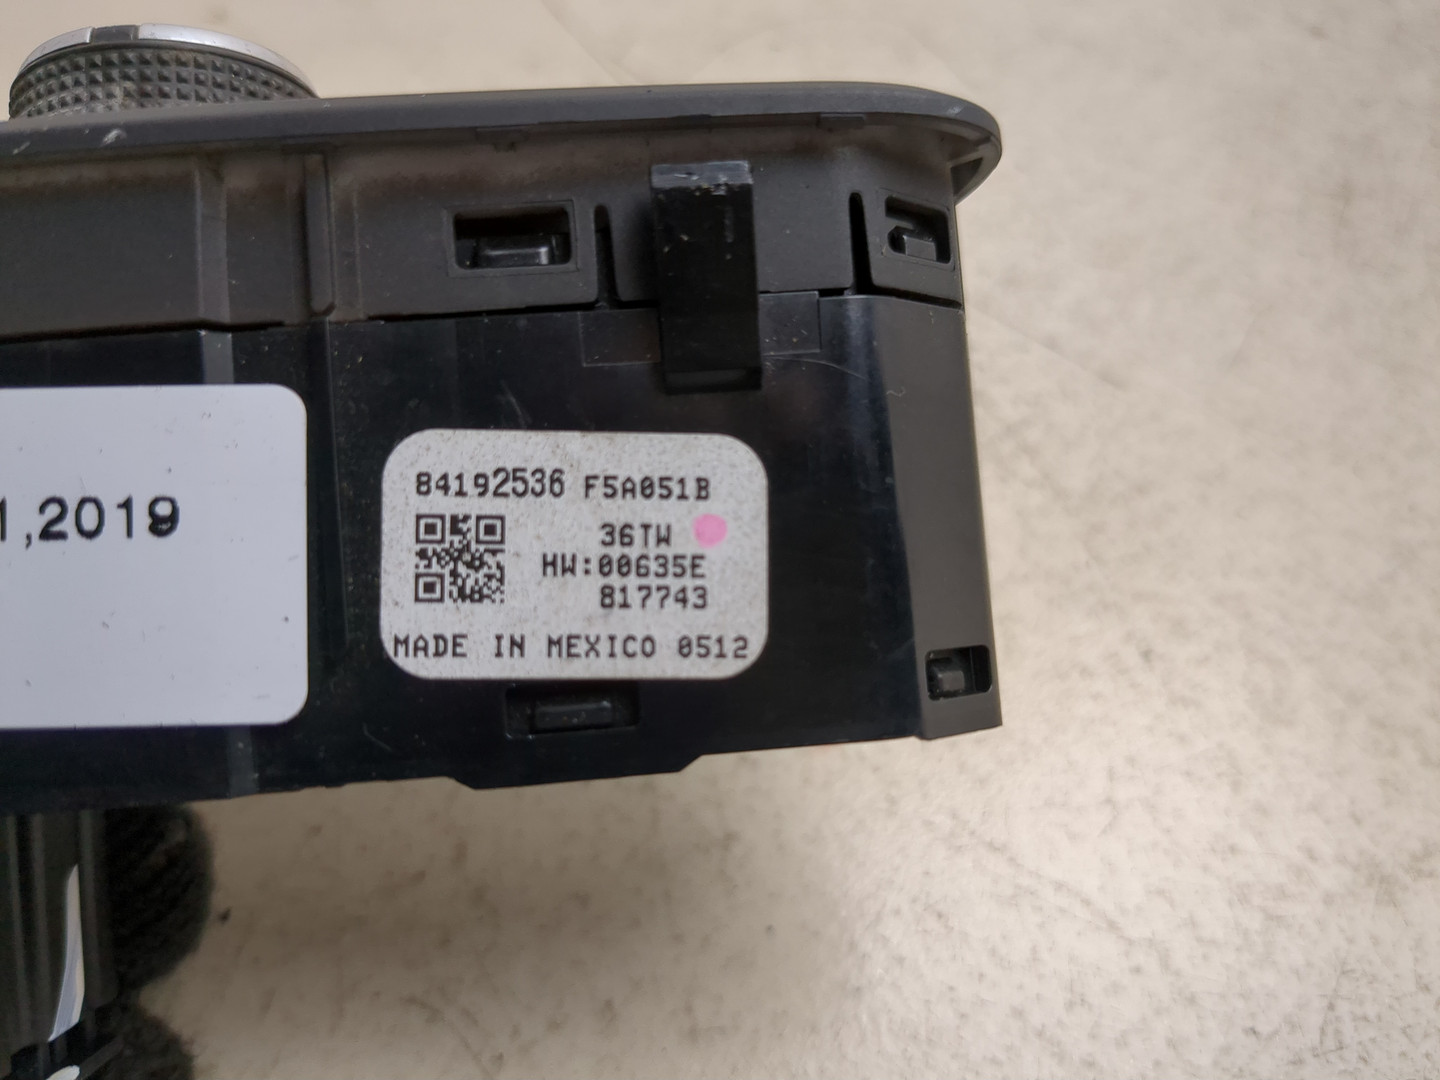 84192536 F5A051B
36TW
HW:00635E
817743
MADE IN MEXICO 0512
1,2019